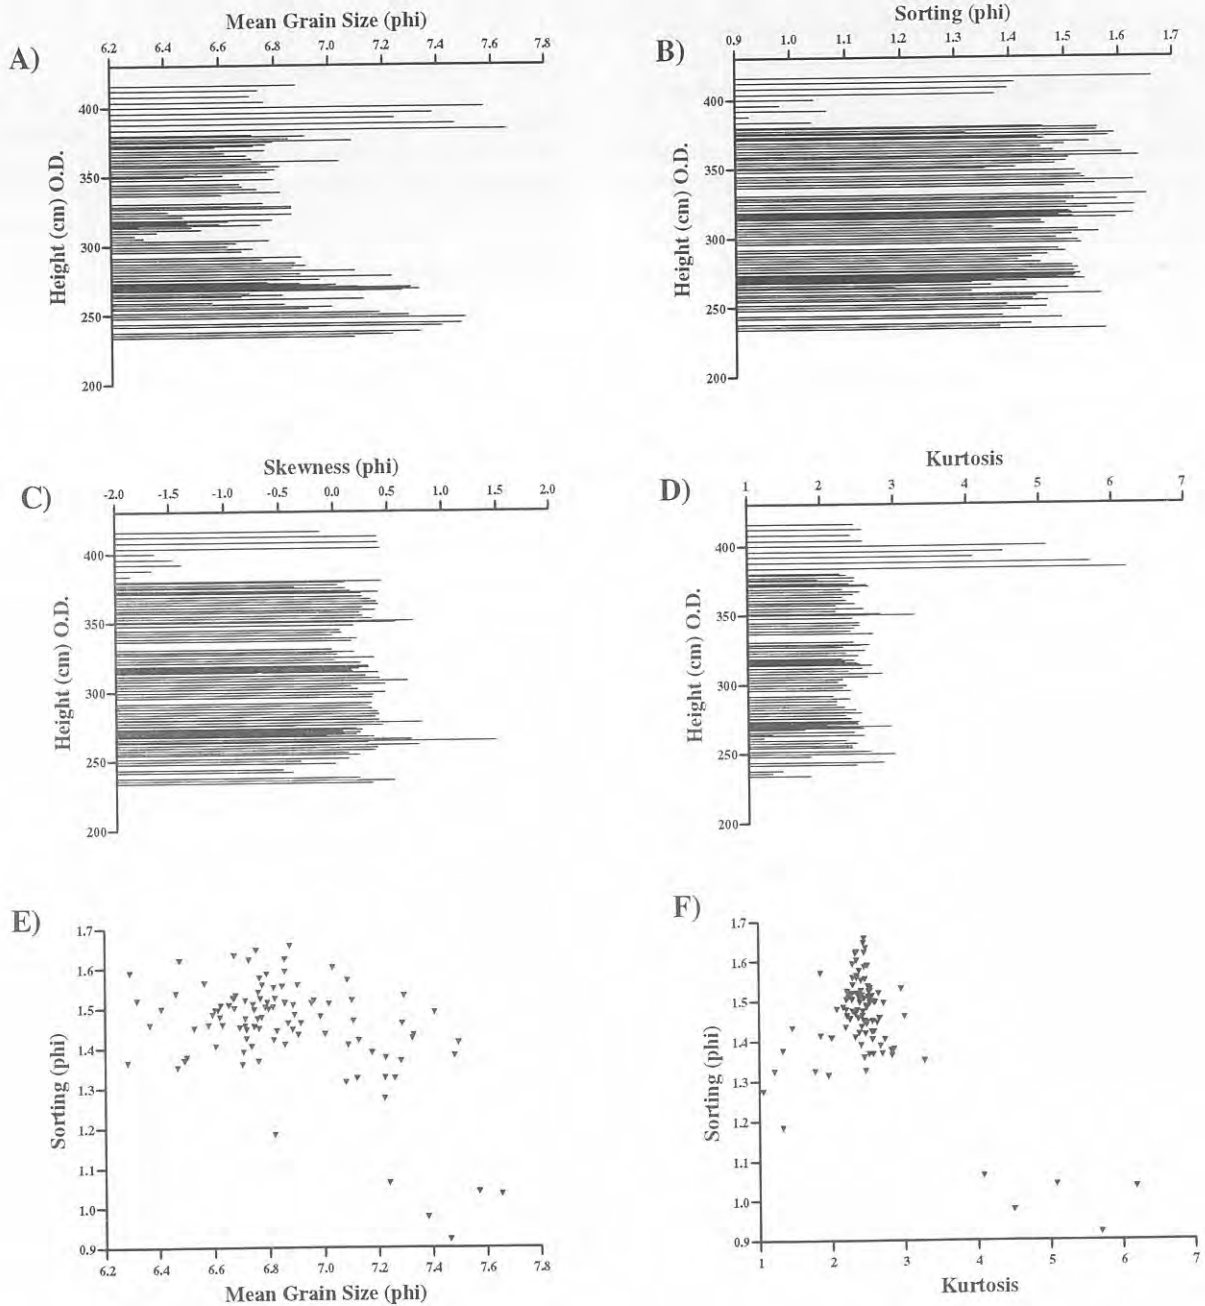 Mean Grain Size (phi)
A)
6.2 6.4 6.6 6.8 7.0 7.2 7.4 7.6 7.8
400
350
300
250
200
Height (cm) O.D.
Sorting (phi)
B)
0.9 1.0 1.1 1.2 1.3 1.4 1.5 1.6 1.7
400
350
300
250
200
Height (cm) O.D.
Skewness (phi)
C)
-2.0 -1.5 -1.0 -0.5 0.0 0.5 1.0 1.5 2.0
400
350
300
250
200
Height (cm) O.D.
Kurtosis
D)
1 2 3 4 5 6 7
400
350
300
250
200
Height (cm) O.D.
E)
1.7
1.6
1.5
1.4
1.3
1.2
1.1
1.0
0.9
Sorting (phi)
6.2 6.4 6.6 6.8 7.0 7.2 7.4 7.6 7.8
Mean Grain Size (phi)
F)
1.7
1.6
1.5
1.4
1.3
1.2
1.1
1.0
0.9
Sorting (phi)
1 2 3 4 5 6 7
Kurtosis